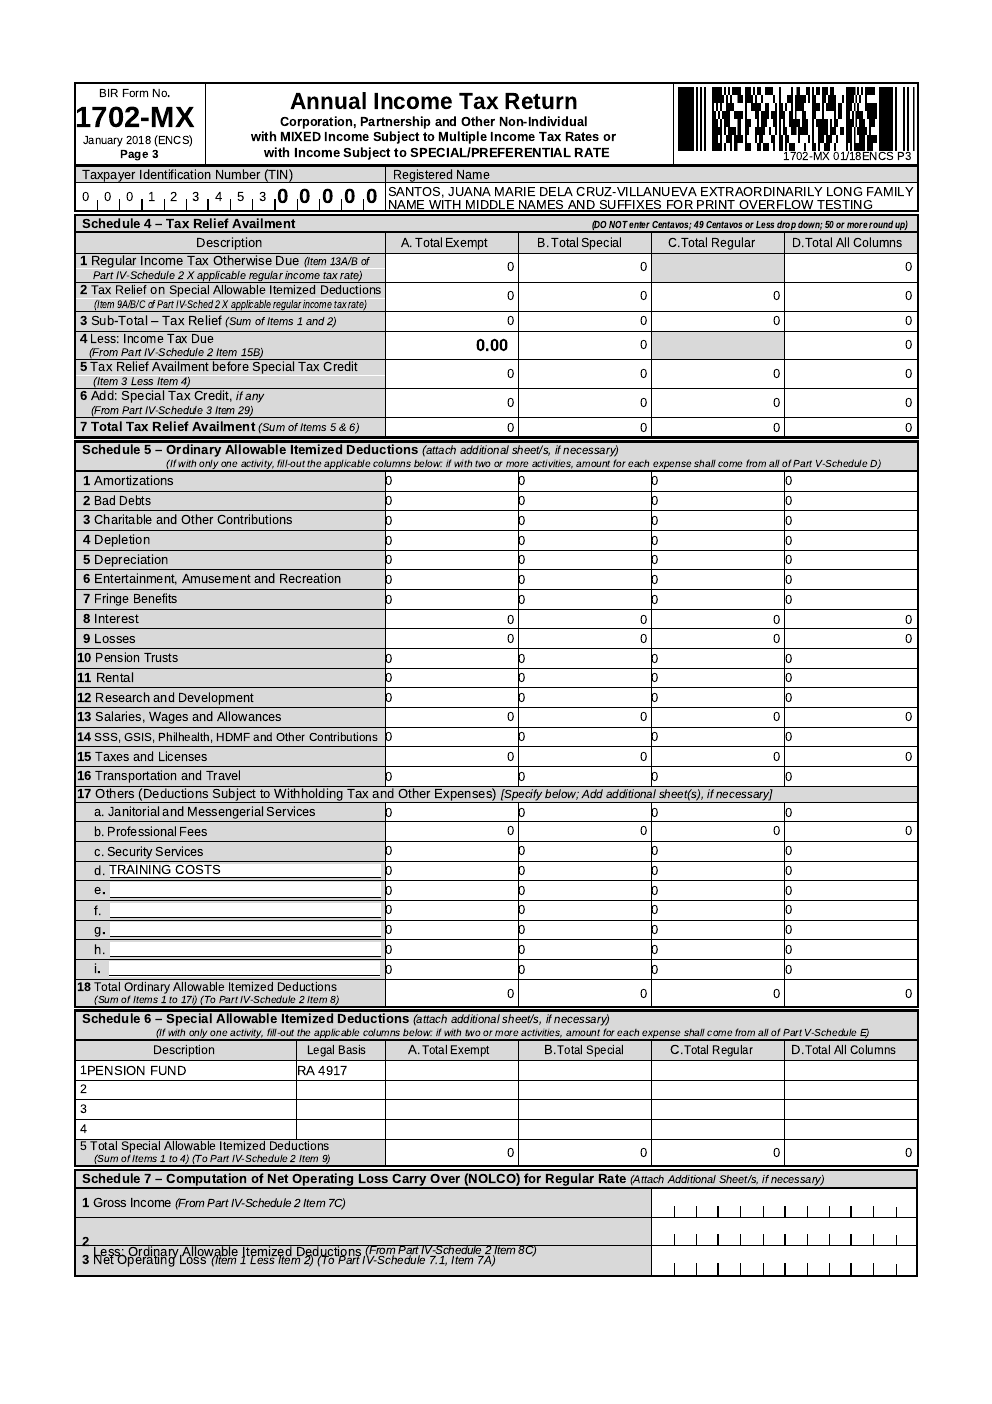 BIR Form No.
1702-MX
January 2018 (ENCS)
Page 3
Annual Income Tax Return
Corporation, Partnership and Other Non-Individual
with MIXED Income Subject to Multiple Income Tax Rates or
with Income Subject to SPECIAL/PREFERENTIAL RATE
1702-MX 01/18ENCS P3
Taxpayer Identification Number (TIN) Registered Name
0 0 0 1 2 3 4 5 3 0 0 0 0 0
SANTOS, JUANA MARIE DELA CRUZ-VILLANUEVA EXTRAORDINARILY LONG FAMILY
NAME WITH MIDDLE NAMES AND SUFFIXES FOR PRINT OVERFLOW TESTING
Schedule 4 – Tax Relief Availment (DO NOT enter Centavos; 49 Centavos or Less drop down; 50 or more round up)
Description A. Total Exempt B. Total Special C. Total Regular D. Total All Columns
1 Regular Income Tax Otherwise Due (Item 13A/B of
Part IV-Schedule 2 X applicable regular income tax rate) 0 0 0
2 Tax Relief on Special Allowable Itemized Deductions
(Item 9A/B/C of Part IV-Sched 2 X applicable regular income tax rate) 0 0 0 0
3 Sub-Total – Tax Relief (Sum of Items 1 and 2) 0 0 0 0
4 Less: Income Tax Due
(From Part IV-Schedule 2 Item 15B) 0.00 0 0
5 Tax Relief Availment before Special Tax Credit
(Item 3 Less Item 4) 0 0 0 0
6 Add: Special Tax Credit, if any
(From Part IV-Schedule 3 Item 29) 0 0 0 0
7 Total Tax Relief Availment (Sum of Items 5 & 6) 0 0 0 0
Schedule 5 – Ordinary Allowable Itemized Deductions (attach additional sheet/s, if necessary)
(If with only one activity, fill-out the applicable columns below: if with two or more activities, amount for each expense shall come from all of Part V-Schedule D)
1 Amortizations 0 0 0 0
2 Bad Debts 0 0 0 0
3 Charitable and Other Contributions 0 0 0 0
4 Depletion 0 0 0 0
5 Depreciation 0 0 0 0
6 Entertainment, Amusement and Recreation 0 0 0 0
7 Fringe Benefits 0 0 0 0
8 Interest 0 0 0 0
9 Losses 0 0 0 0
10 Pension Trusts 0 0 0 0
11 Rental 0 0 0 0
12 Research and Development 0 0 0 0
13 Salaries, Wages and Allowances 0 0 0 0
14 SSS, GSIS, Philhealth, HDMF and Other Contributions 0 0 0 0
15 Taxes and Licenses 0 0 0 0
16 Transportation and Travel 0 0 0 0
17 Others (Deductions Subject to Withholding Tax and Other Expenses) [Specify below; Add additional sheet(s), if necessary]
a. Janitorial and Messengerial Services 0 0 0 0
b. Professional Fees 0 0 0 0
c. Security Services 0 0 0 0
d. TRAINING COSTS 0 0 0 0
e. 0 0 0 0
f. 0 0 0 0
g. 0 0 0 0
h. 0 0 0 0
i. 0 0 0 0
18 Total Ordinary Allowable Itemized Deductions
(Sum of Items 1 to 17i) (To Part IV-Schedule 2 Item 8) 0 0 0 0
Schedule 6 – Special Allowable Itemized Deductions (attach additional sheet/s, if necessary)
(If with only one activity, fill-out the applicable columns below: if with two or more activities, amount for each expense shall come from all of Part V-Schedule E)
Description Legal Basis A. Total Exempt B. Total Special C. Total Regular D. Total All Columns
1 PENSION FUND RA 4917
2
3
4
5 Total Special Allowable Itemized Deductions
(Sum of Items 1 to 4) (To Part IV-Schedule 2 Item 9) 0 0 0 0
Schedule 7 – Computation of Net Operating Loss Carry Over (NOLCO) for Regular Rate (Attach Additional Sheet/s, if necessary)
1 Gross Income (From Part IV-Schedule 2 Item 7C)
2
Less: Ordinary Allowable Itemized Deductions (From Part IV-Schedule 2 Item 8C)
3 Net Operating Loss (Item 1 Less Item 2) (To Part IV-Schedule 7.1, Item 7A)